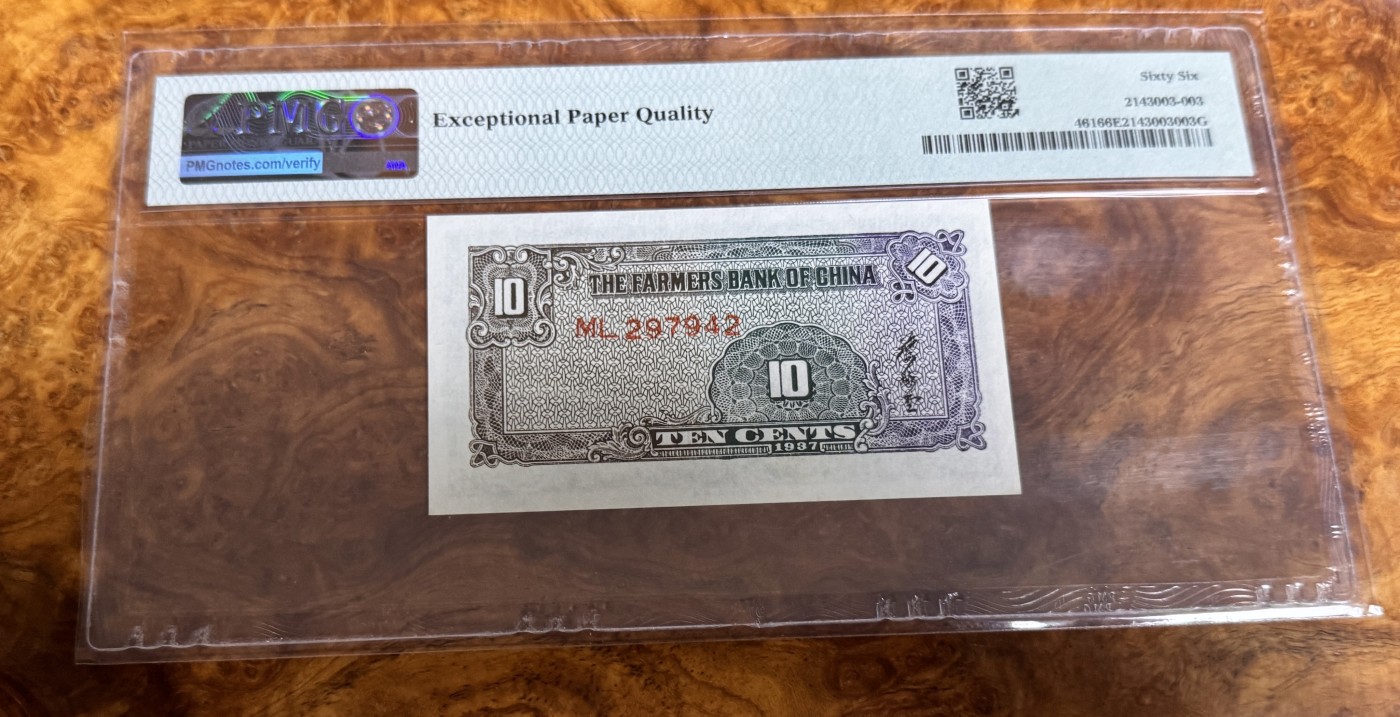 PMG
PMGnotes.com/verify
Exceptional Paper Quality
Sixty Six
2143003-003
46166E2143003003G
10
10
THE FARMERS BANK OF CHINA
ML 297942
10
TEN CENTS
1937